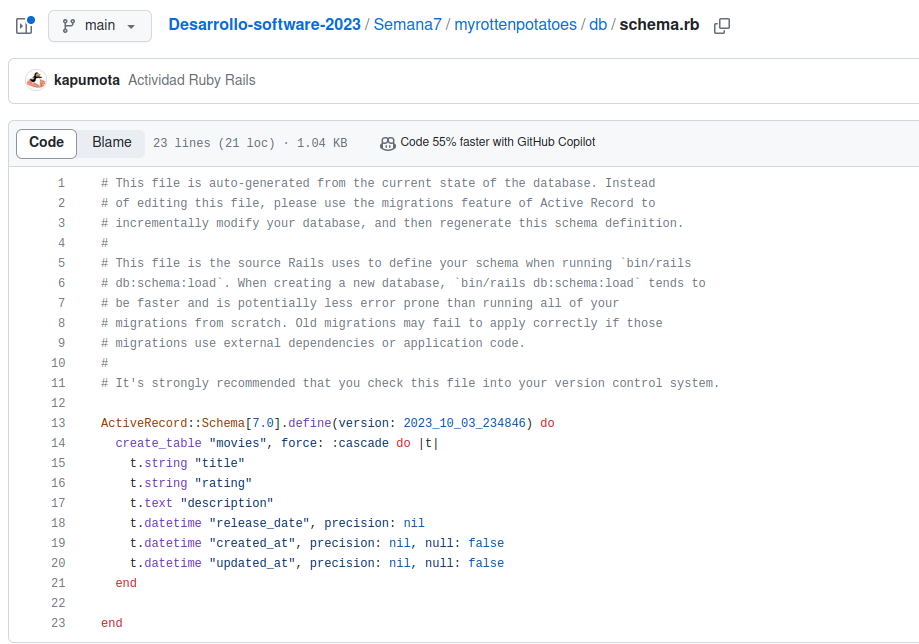 main Desarrollo-software-2023 / Semana7 / myrottenpotatoes / db / schema.rb
kapumota Actividad Ruby Rails
Code Blame 23 lines (21 loc) · 1.04 KB Code 55% faster with GitHub Copilot
1 # This file is auto-generated from the current state of the database. Instead
2 # of editing this file, please use the migrations feature of Active Record to
3 # incrementally modify your database, and then regenerate this schema definition.
4 #
5 # This file is the source Rails uses to define your schema when running `bin/rails
6 # db:schema:load`. When creating a new database, `bin/rails db:schema:load` tends to
7 # be faster and is potentially less error prone than running all of your
8 # migrations from scratch. Old migrations may fail to apply correctly if those
9 # migrations use external dependencies or application code.
10 #
11 # It's strongly recommended that you check this file into your version control system.
12
13 ActiveRecord::Schema[7.0].define(version: 2023_10_03_234846) do
14   create_table "movies", force: :cascade do |t|
15     t.string "title"
16     t.string "rating"
17     t.text "description"
18     t.datetime "release_date", precision: nil
19     t.datetime "created_at", precision: nil, null: false
20     t.datetime "updated_at", precision: nil, null: false
21   end
22
23 end